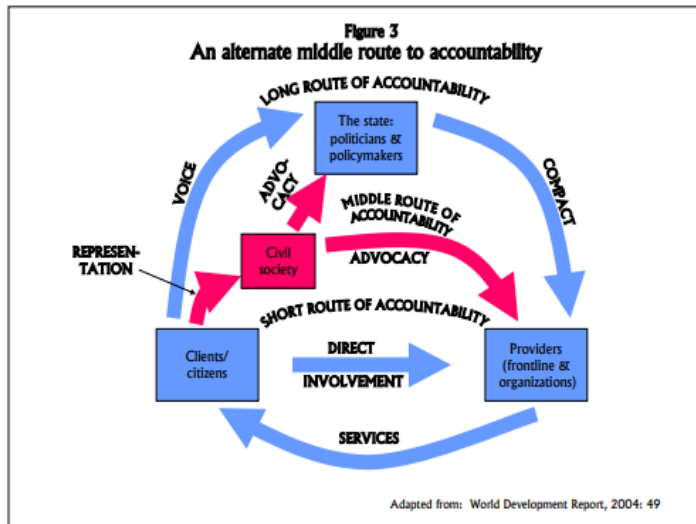 Figure 3
An alternate middle route to accountability
LONG ROUTE OF ACCOUNTABILITY
The state:
politicians &
policymakers
VOICE
ADVO-
CACY
COMPACT
MIDDLE ROUTE OF
ACCOUNTABILITY
REPRESEN-
TATION
Civil
society
ADVOCACY
SHORT ROUTE OF ACCOUNTABILITY
Clients/
citizens
DIRECT
INVOLVEMENT
Providers
(frontline &
organizations)
SERVICES
Adapted from: World Development Report, 2004: 49